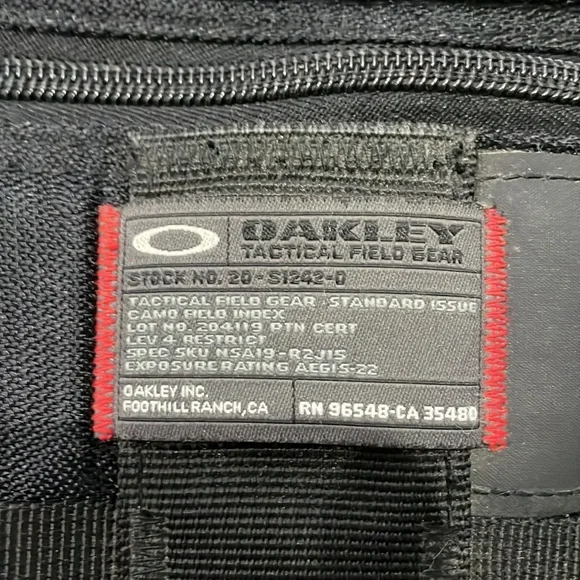 OAKLEY
TACTICAL FIELD GEAR
STOCK NO. 20-S1242-0
TACTICAL FIELD GEAR STANDARD ISSUE
CAMO FIELD INDEX
LOT NO. 204119 PTN CERT
LEV 4 RESTRICT
SPEC SKU NSA19-R2J15
EXPOSURE RATING AEGIS-22
OAKLEY INC.
FOOTHILL RANCH, CA
RN 96548-CA 35480